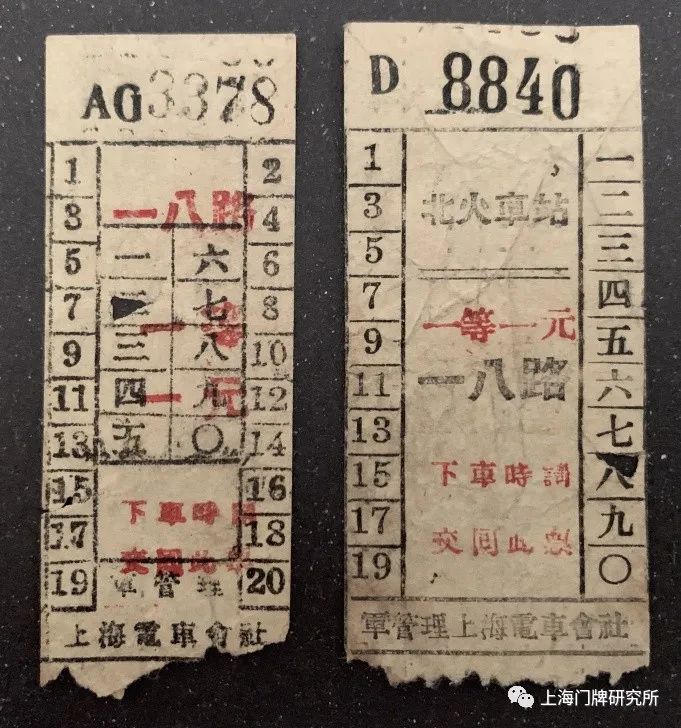 AG 3378
1
3
5
7
9
11
13
15
17
19
2
4
6
8
10
12
14
16
18
20
一八路
一 六
七
三 八
四 九
五 〇
一等
一元
下車時
交回此
軍管理
上海電車會社
D 8840
1
3
5
7
9
11
13
15
17
19
北火車站
一等一元
一八路
下車時請
交回此票
一
二
三
四
五
六
七
八
九
〇
軍管理上海電車會社
上海门牌研究所